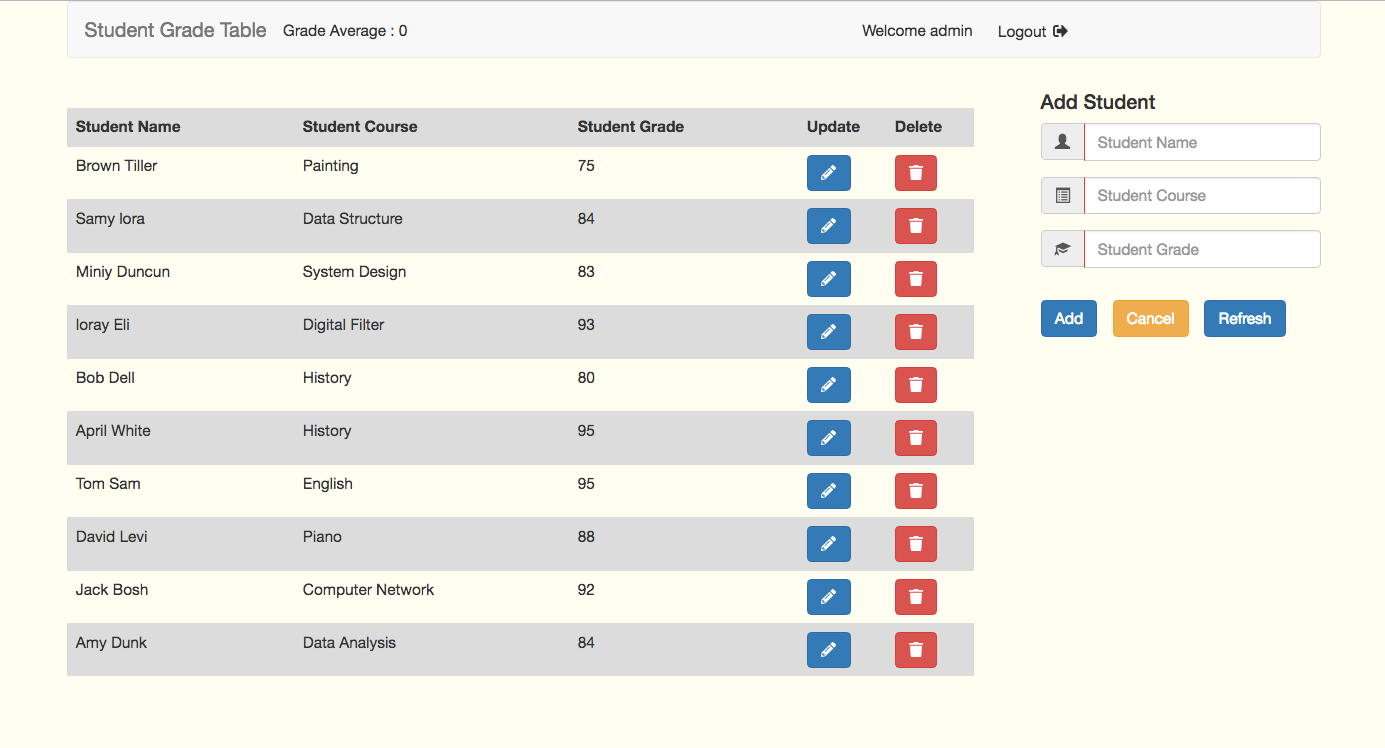 Student Grade Table Grade Average : 0 Welcome admin Logout
Add Student
Student Name Student Course Student Grade Update Delete
Student Name
Brown Tiller Painting 75
Student Course
Samy lora Data Structure 84
Student Grade
Miniy Duncun System Design 83
Add Cancel Refresh
loray Eli Digital Filter 93
Bob Dell History 80
April White History 95
Tom Sam English 95
David Levi Piano 88
Jack Bosh Computer Network 92
Amy Dunk Data Analysis 84